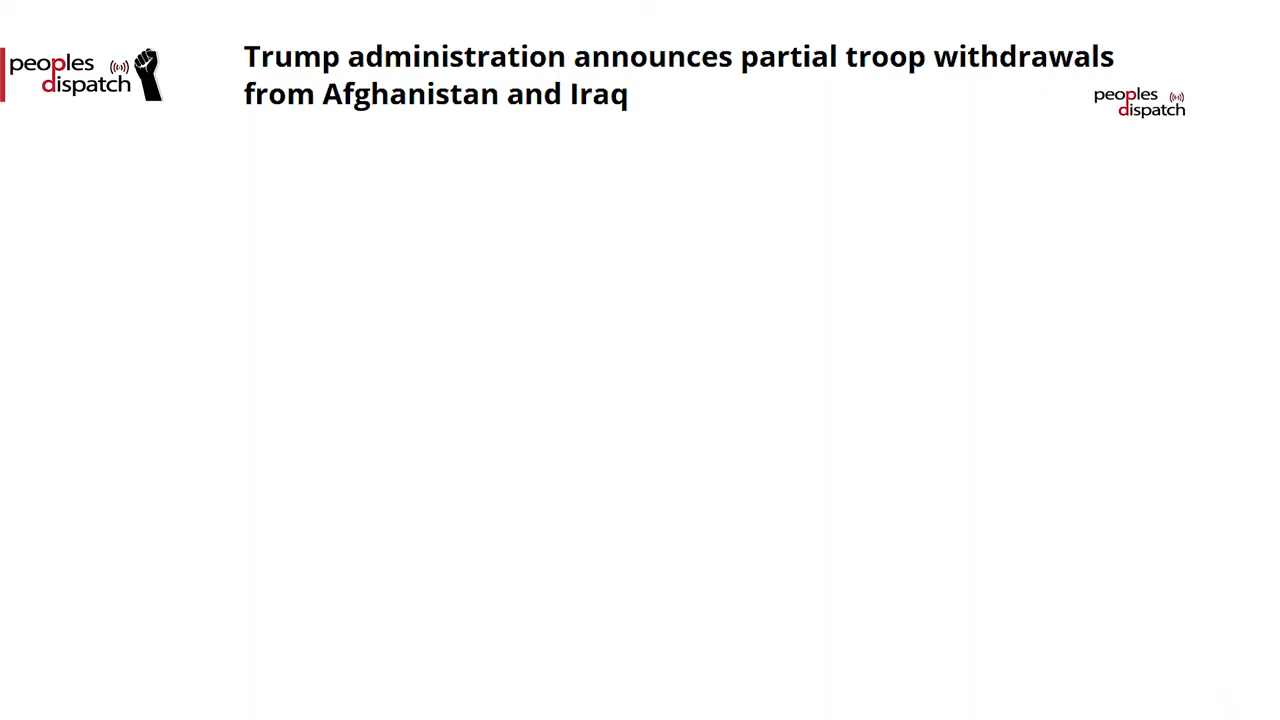 peoples
dispatch
Trump administration announces partial troop withdrawals
from Afghanistan and Iraq
peoples
dispatch